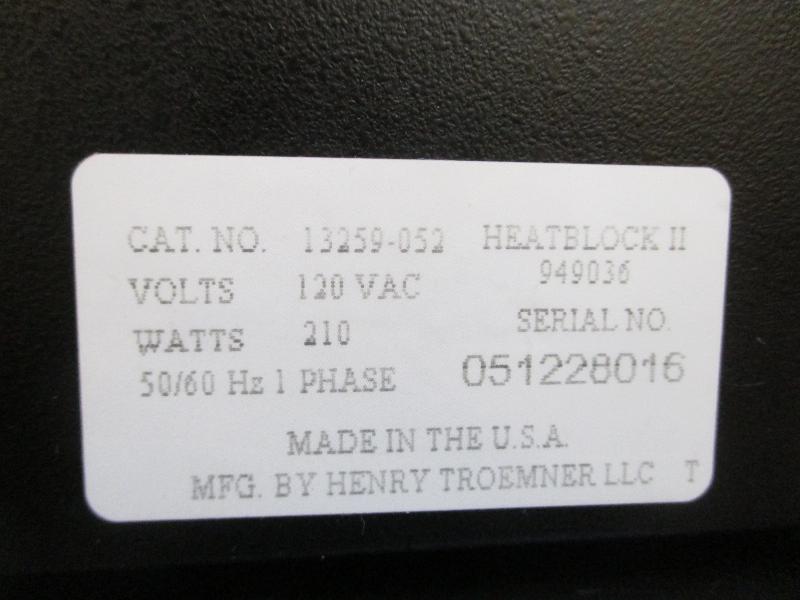 CAT. NO. 13259-052 HEATBLOCK II
949036
VOLTS 120 VAC
SERIAL NO.
WATTS 210
051228016
50/60 Hz 1 PHASE
MADE IN THE U.S.A.
MFG. BY HENRY TROEMNER LLC T